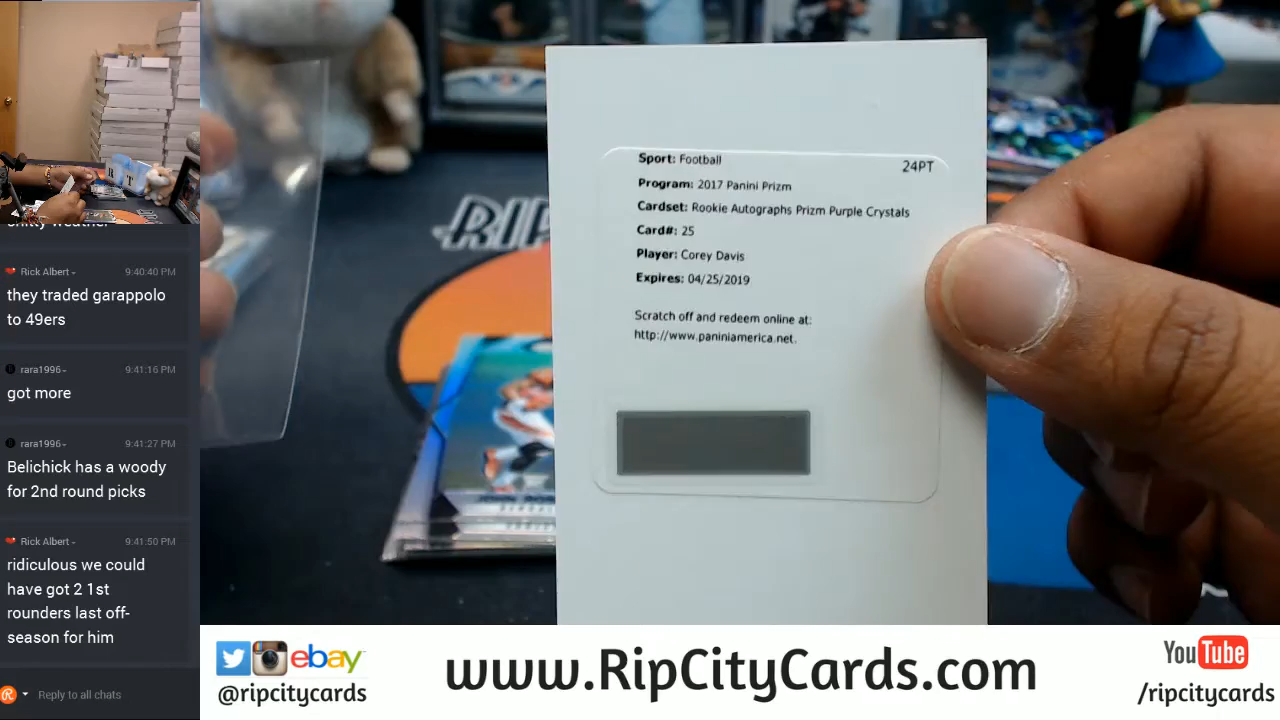 shitty weather
Rick Albert 9:40:40 PM
they traded garappolo
to 49ers
rara1996 9:41:16 PM
got more
rara1996 9:41:27 PM
Belichick has a woody
for 2nd round picks
Rick Albert 9:41:50 PM
ridiculous we could
have got 2 1st
rounders last off-
season for him
Reply to all chats
RIP
Sport: Football
24PT
Program: 2017 Panini Prizm
Cardset: Rookie Autographs Prizm Purple Crystals
Card#: 25
Player: Corey Davis
Expires: 04/25/2019
Scratch off and redeem online at:
http://www.paniniamerica.net.
ebay
@ripcitycards
www.RipCityCards.com
YouTube
/ripcitycards